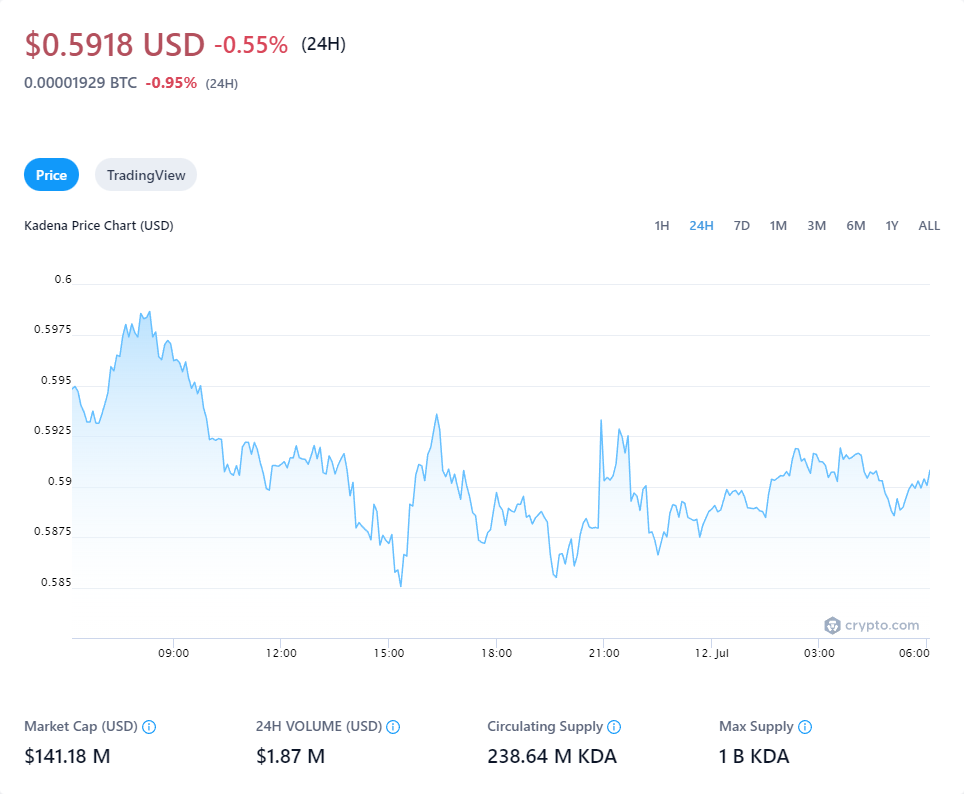 $0.5918 USD -0.55% (24H)
0.00001929 BTC -0.95% (24H)
Price TradingView
Kadena Price Chart (USD) 1H 24H 7D 1M 3M 6M 1Y ALL
0.6
0.5975
0.595
0.5925
0.59
0.5875
0.585
crypto.com
09:00 12:00 15:00 18:00 21:00 12. Jul 03:00 06:00
Market Cap (USD) 24H VOLUME (USD) Circulating Supply Max Supply
$141.18 M $1.87 M 238.64 M KDA 1 B KDA